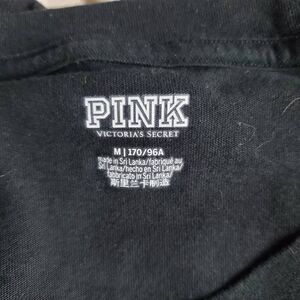 PINK
VICTORIA'S SECRET
M | 170/96A
made in Sri Lanka/fabriqué au
Sri Lanka/hecho en Sri Lanka/
fabbricato in Sri Lanka/
斯里兰卡制造